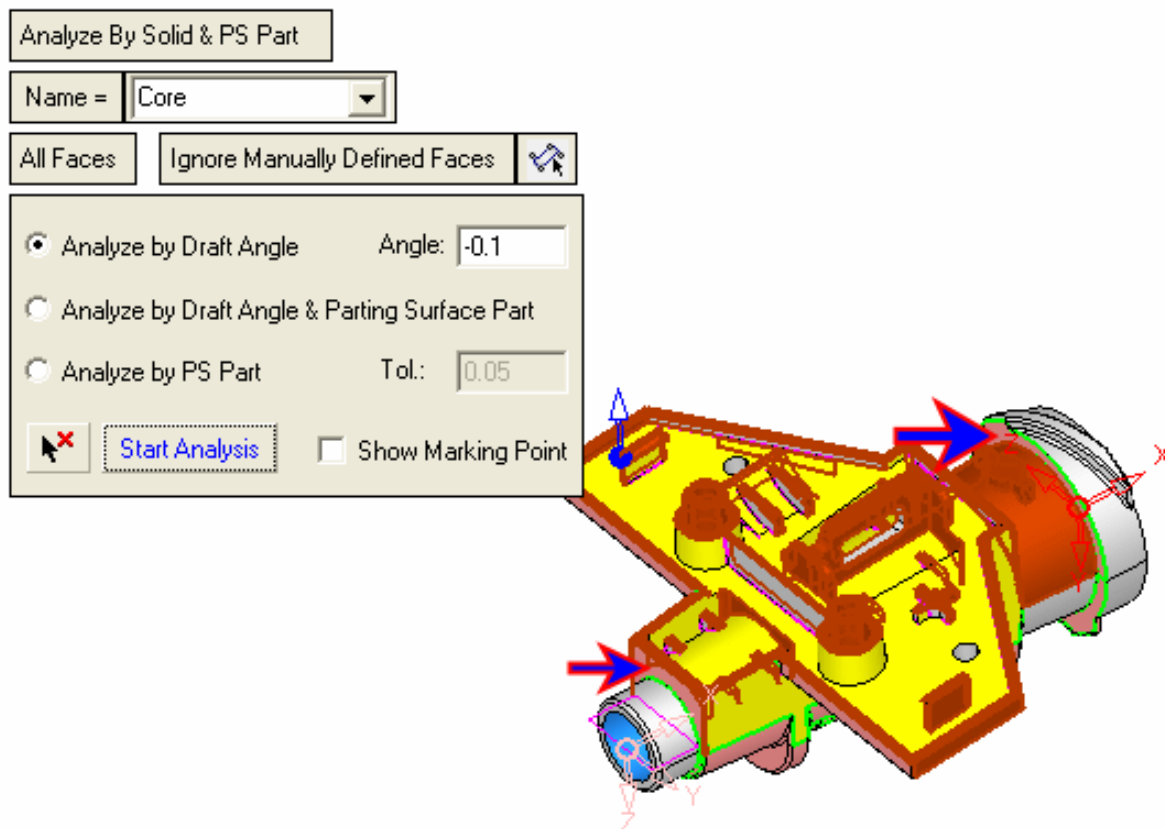 Analyze By Solid & PS Part
Name = Core
All Faces Ignore Manually Defined Faces
Analyze by Draft Angle Angle: -0.1
Analyze by Draft Angle & Parting Surface Part
Analyze by PS Part Tol.: 0.05
Start Analysis Show Marking Point
Z X
Y
X
Y
Z